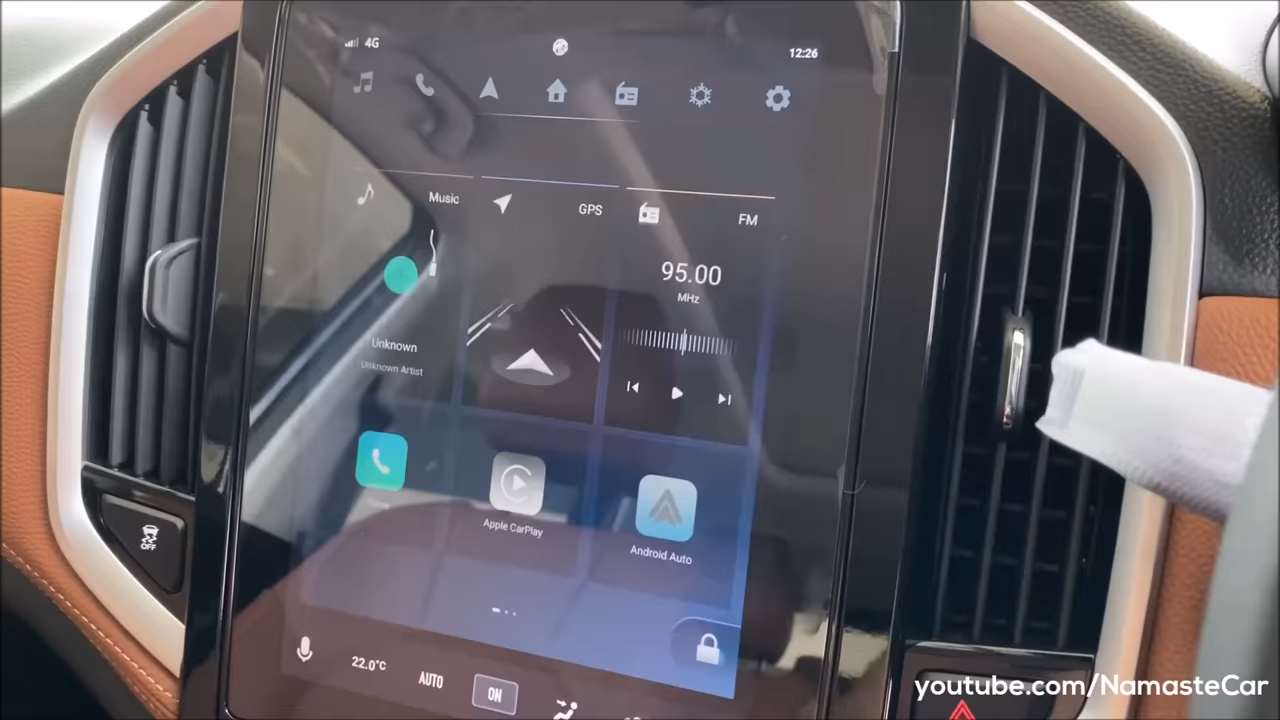 4G
12:26
Music
GPS
FM
95.00
MHz
Unknown
Unknown Artist
Apple CarPlay
Android Auto
OFF
22.0°C
AUTO
ON
youtube.com/NamasteCar